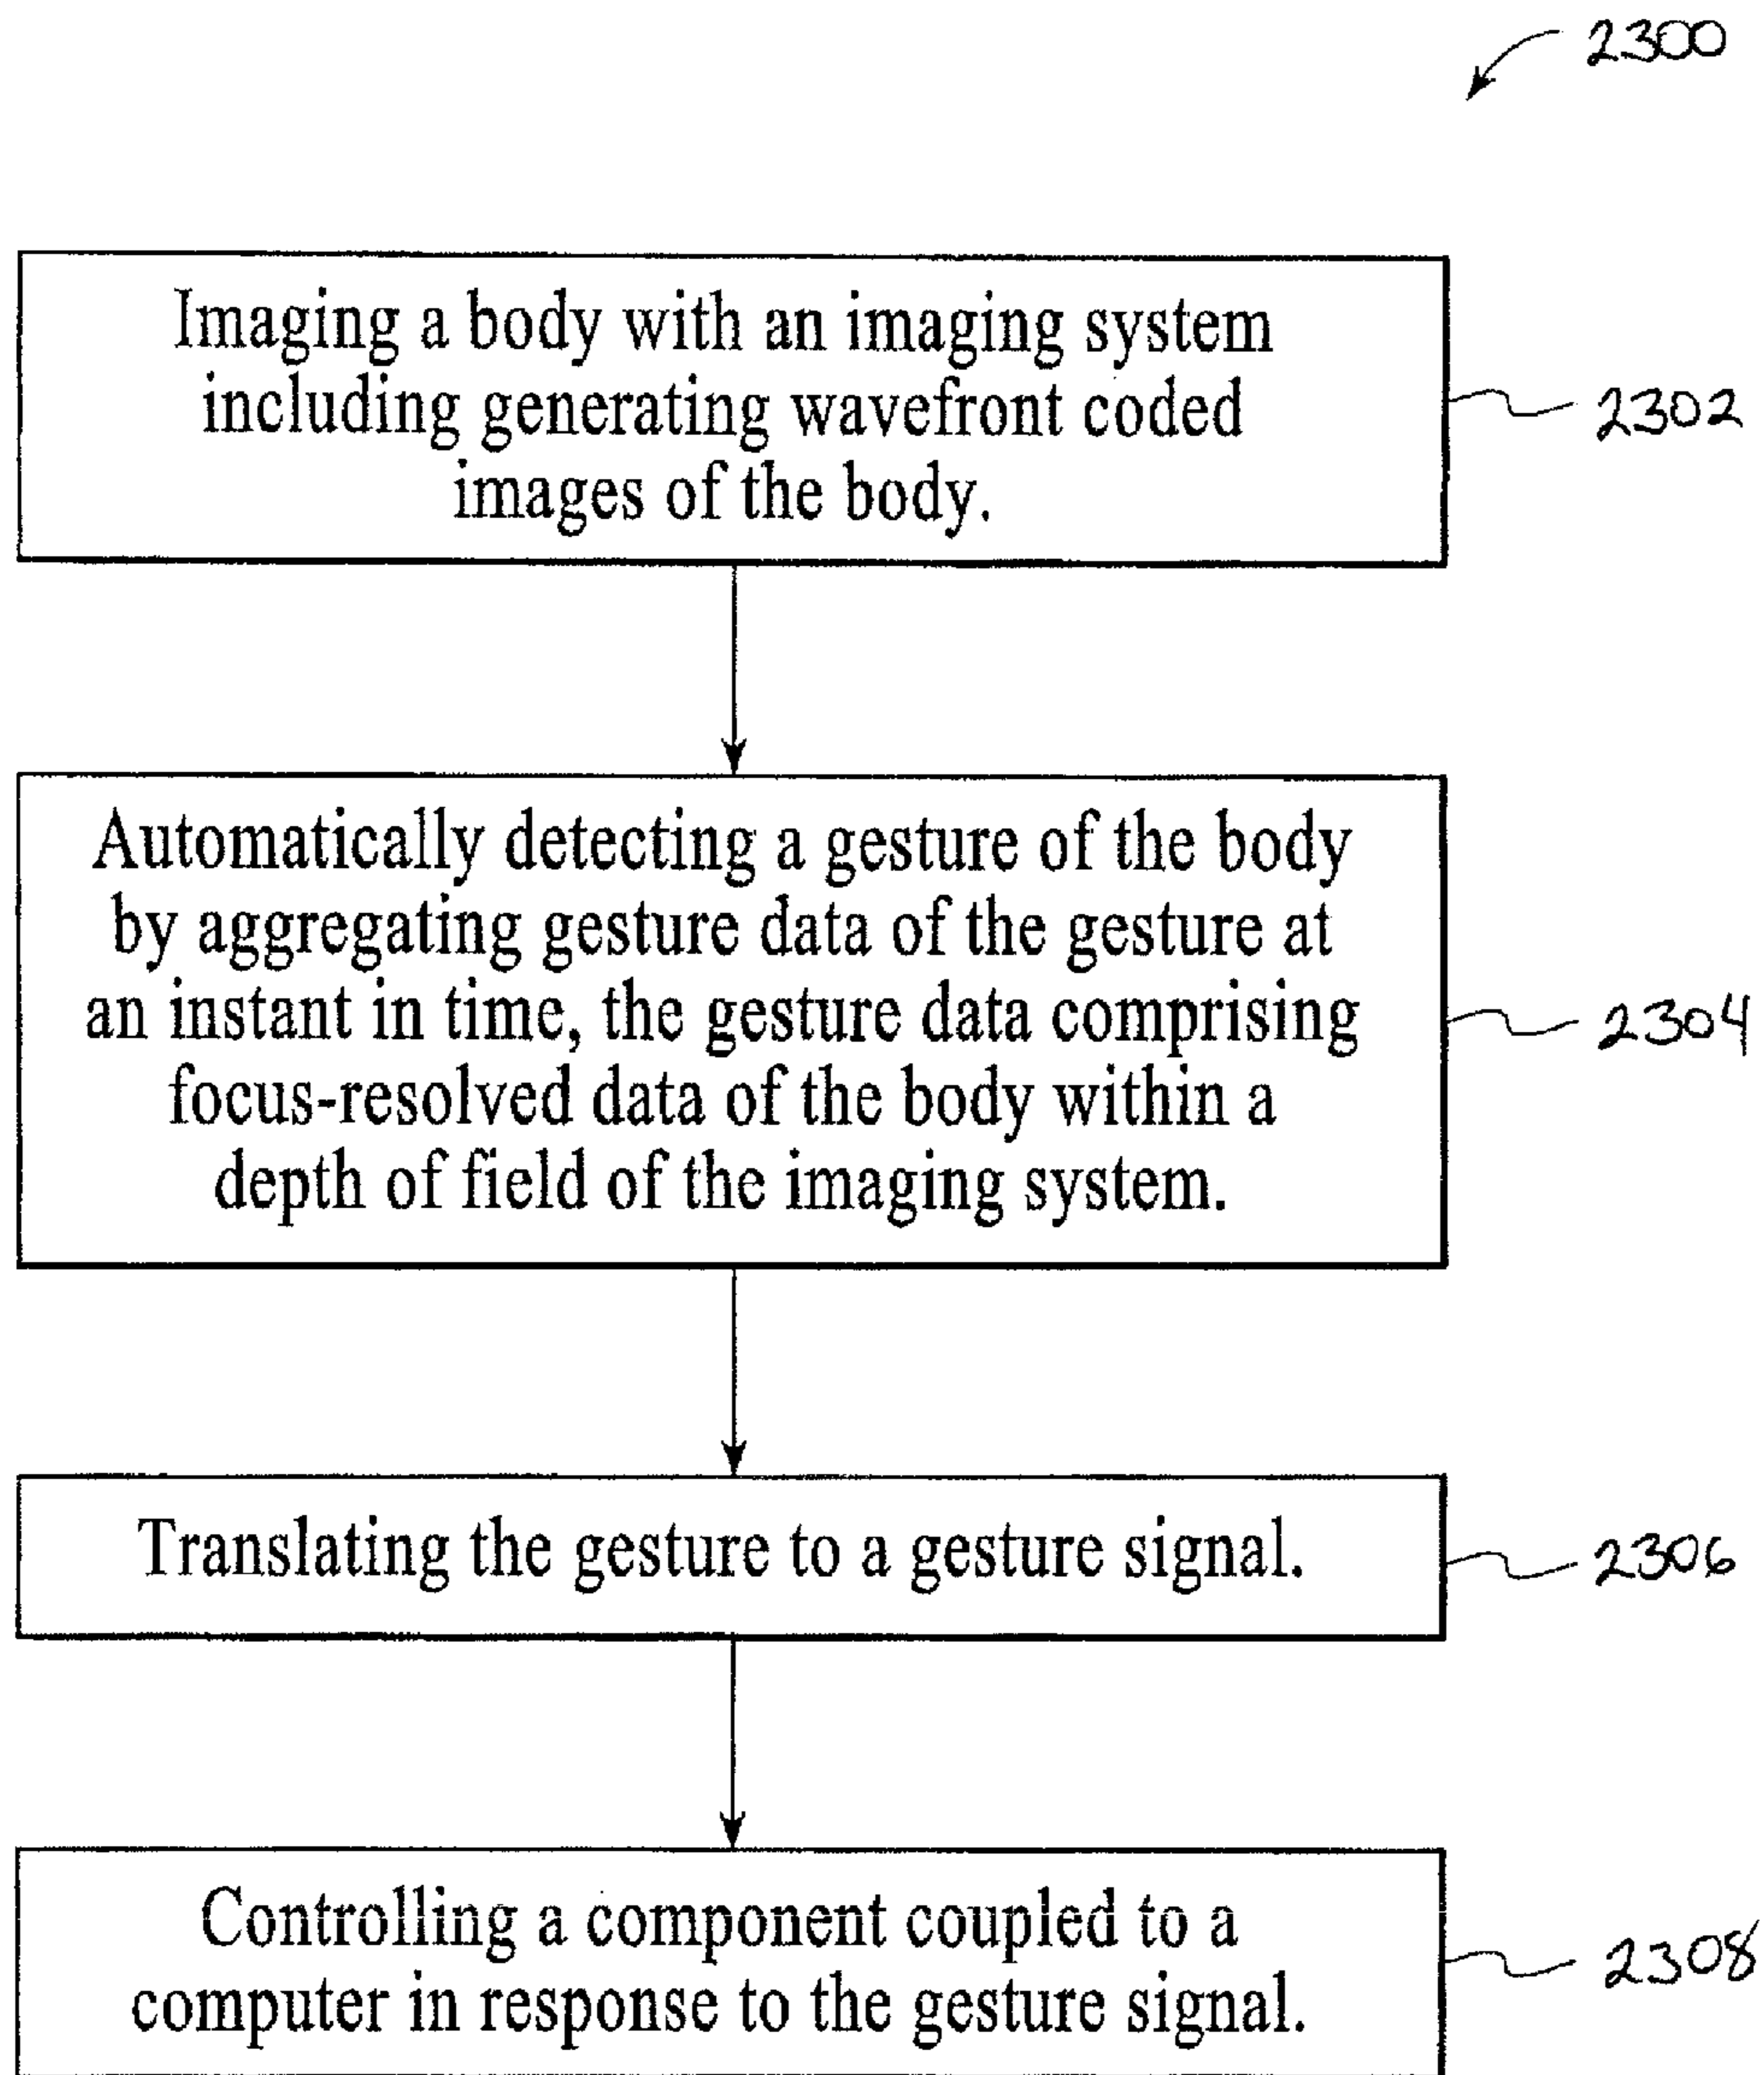 2300
Imaging a body with an imaging system
including generating wavefront coded
images of the body.
2302
Automatically detecting a gesture of the body
by aggregating gesture data of the gesture at
an instant in time, the gesture data comprising
focus-resolved data of the body within a
depth of field of the imaging system.
2304
Translating the gesture to a gesture signal.
2306
Controlling a component coupled to a
computer in response to the gesture signal.
2308